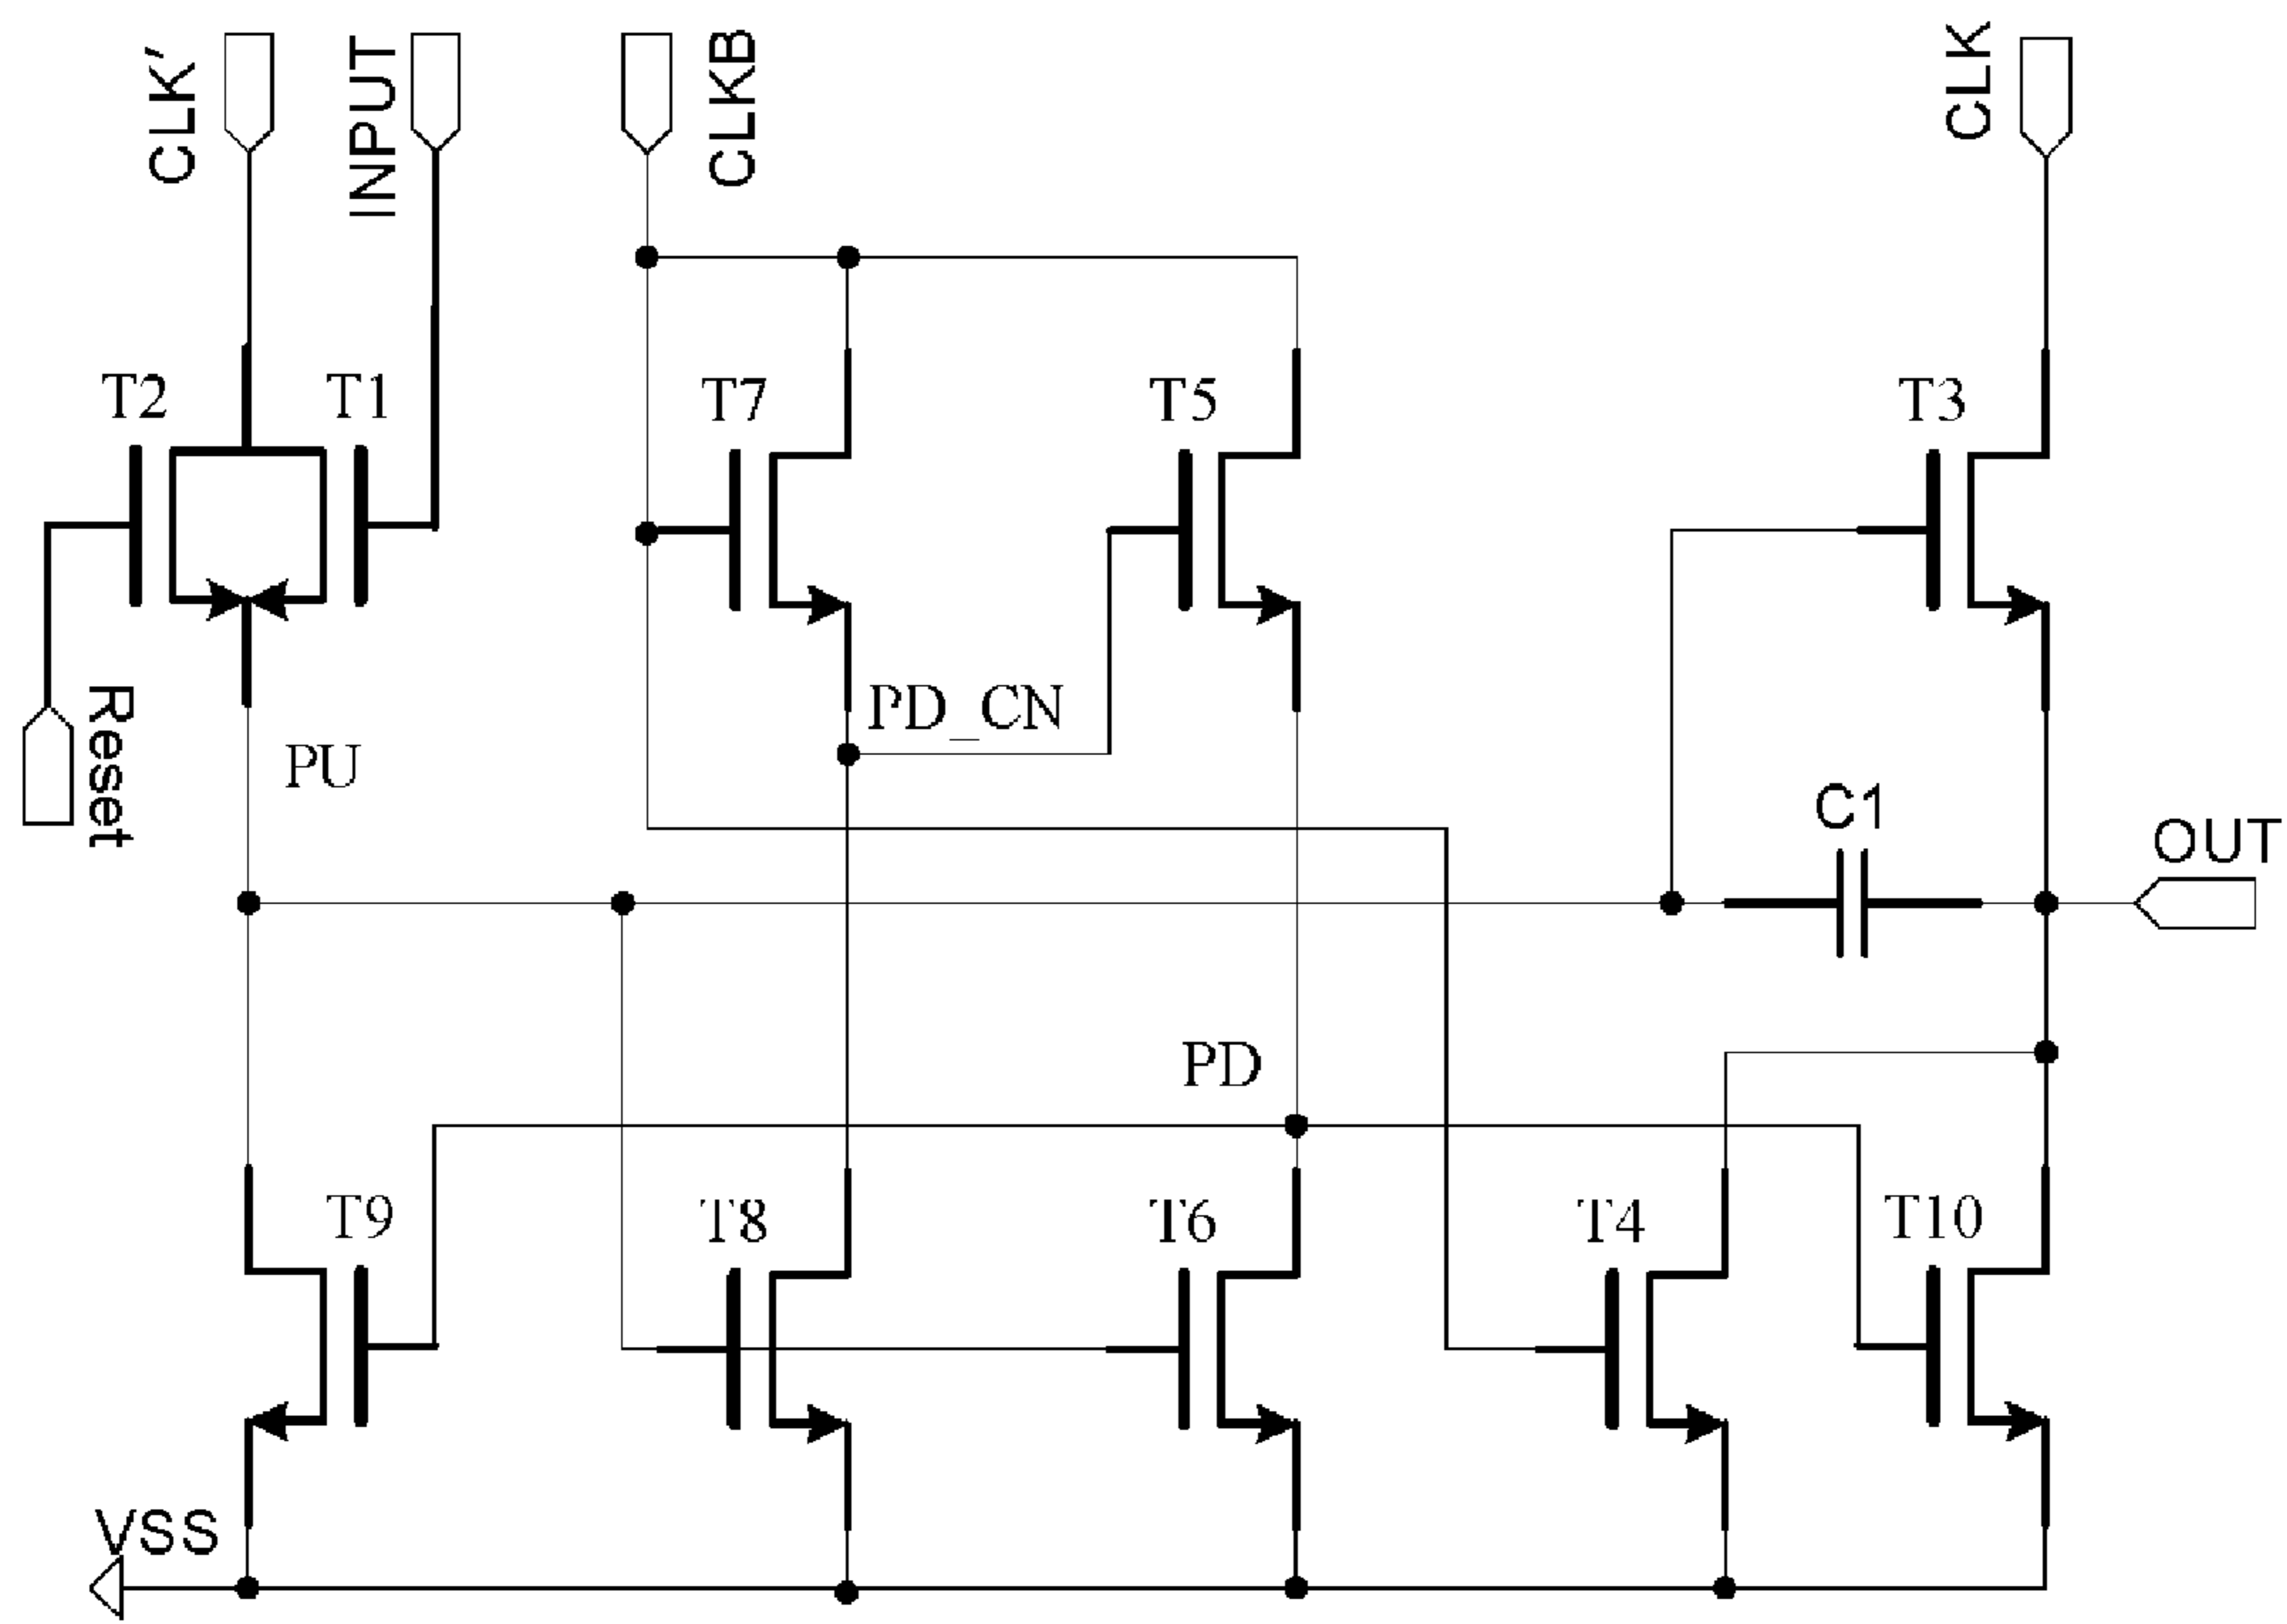 CLK′
INPUT
CLKB
CLK
T2
T1
T7
T5
T3
Reset
PU
PD_CN
C1
OUT
PD
T9
T8
T6
T4
T10
VSS